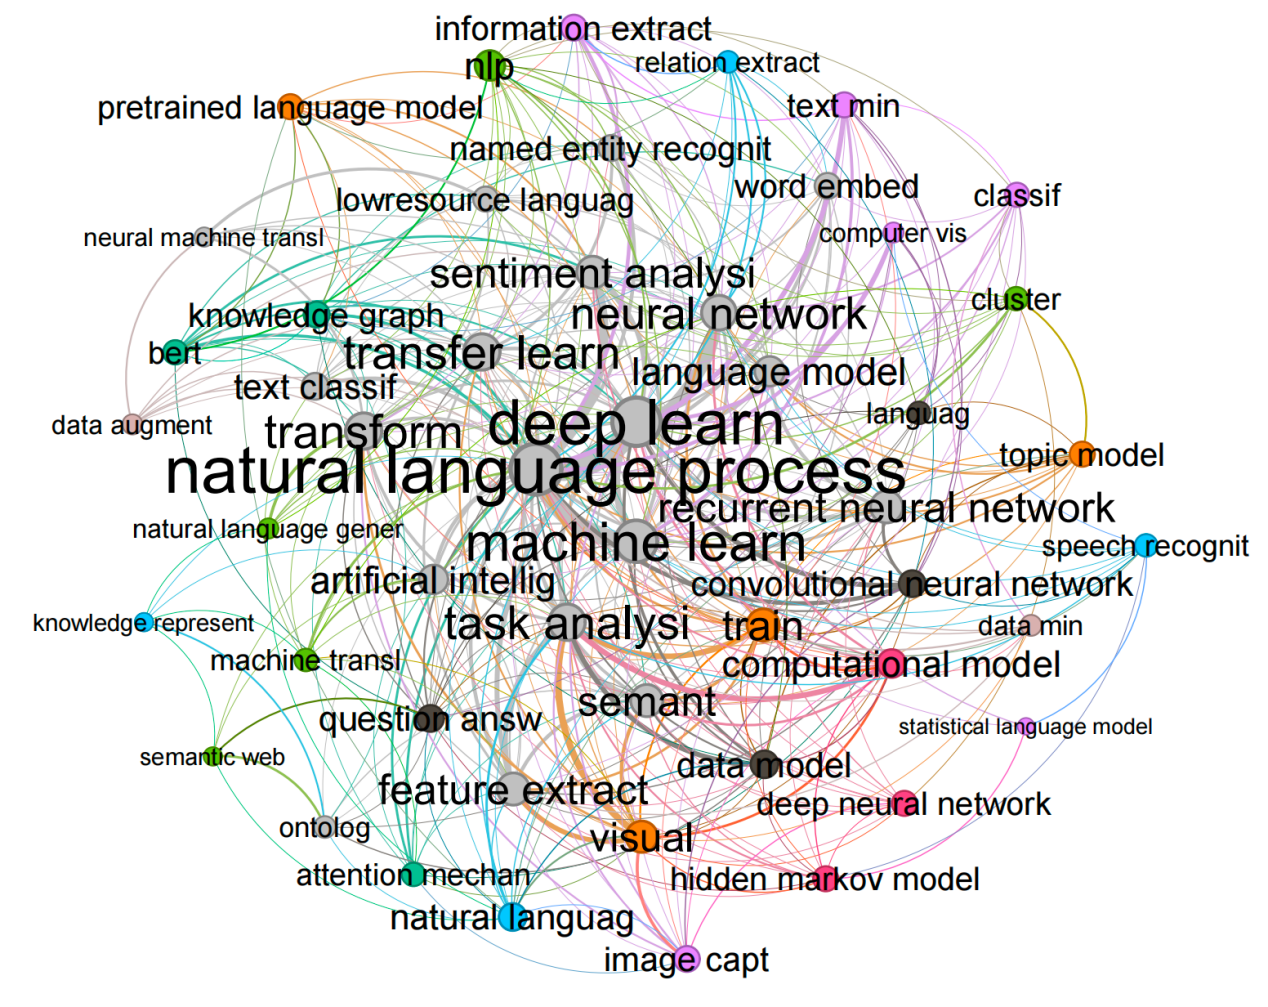 information extract
nlp
relation extract
pretrained language model
text min
named entity recognit
word embed
classif
lowresource languag
neural machine transl
computer vis
sentiment analysi
cluster
knowledge graph
neural network
bert
transfer learn
language model
text classif
languag
data augment
transform
deep learn
topic model
natural language process
recurrent neural network
natural language gener
machine learn
speech recognit
artificial intellig
convolutional neural network
knowledge represent
task analysi
train
data min
machine transl
computational model
semant
question answ
statistical language model
semantic web
data model
feature extract
deep neural network
ontolog
visual
attention mechan
hidden markov model
natural languag
image capt